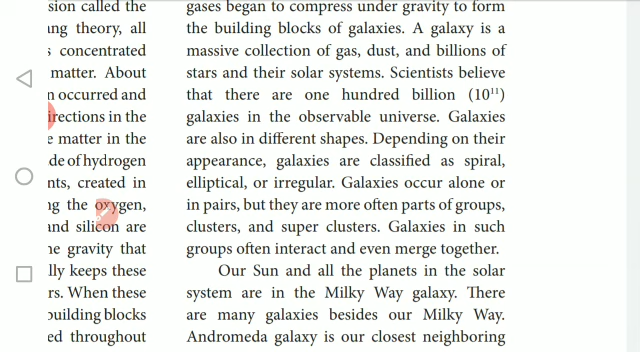 sion called the
ng theory, all
concentrated
matter. About
occurred and
irections in the
matter in the
de of hydrogen
nts, created in
ng the oxygen,
and silicon are
gravity that
lly keeps these
rs. When these
building blocks
ed throughout
gases began to compress under gravity to form
the building blocks of galaxies. A galaxy is a
massive collection of gas, dust, and billions of
stars and their solar systems. Scientists believe
that there are one hundred billion (10¹¹)
galaxies in the observable universe. Galaxies
are also in different shapes. Depending on their
appearance, galaxies are classified as spiral,
elliptical, or irregular. Galaxies occur alone or
in pairs, but they are more often parts of groups,
clusters, and super clusters. Galaxies in such
groups often interact and even merge together.
Our Sun and all the planets in the solar
system are in the Milky Way galaxy. There
are many galaxies besides our Milky Way.
Andromeda galaxy is our closest neighboring